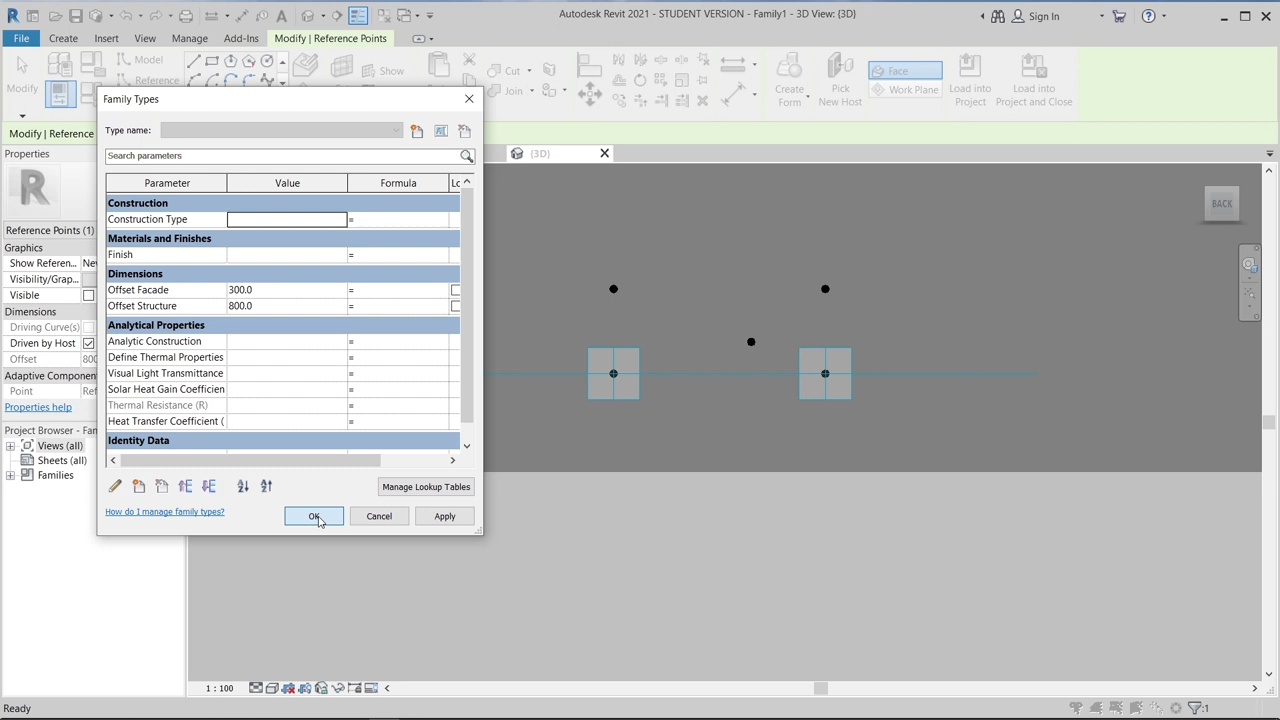 Autodesk Revit 2021 - STUDENT VERSION - Family1 - 3D View: {3D}
Sign In
File
Create
Insert
View
Manage
Add-Ins
Modify | Reference Points
Modify
Model
Reference
Show
Cut
Join
Create
Form
Pick
New Host
Face
Work Plane
Load into
Project
Load into
Project and Close
Modify | Reference
{3D}
Properties
Reference Points (1)
Graphics
Show Referen...
Visibility/Grap...
Visible
Dimensions
Driving Curve(s)
Driven by Host
Offset
Adaptive Component
Point
Properties help
Project Browser - Fam
Views (all)
Sheets (all)
Families
Family Types
Type name:
Search parameters
Parameter Value Formula
Construction
Construction Type =
Materials and Finishes
Finish =
Dimensions
Offset Facade 300.0 =
Offset Structure 800.0 =
Analytical Properties
Analytic Construction =
Define Thermal Properties =
Visual Light Transmittance =
Solar Heat Gain Coefficien =
Thermal Resistance (R) =
Heat Transfer Coefficient ( =
Identity Data
Manage Lookup Tables
How do I manage family types?
OK
Cancel
Apply
BACK
1 : 100
Ready
:1